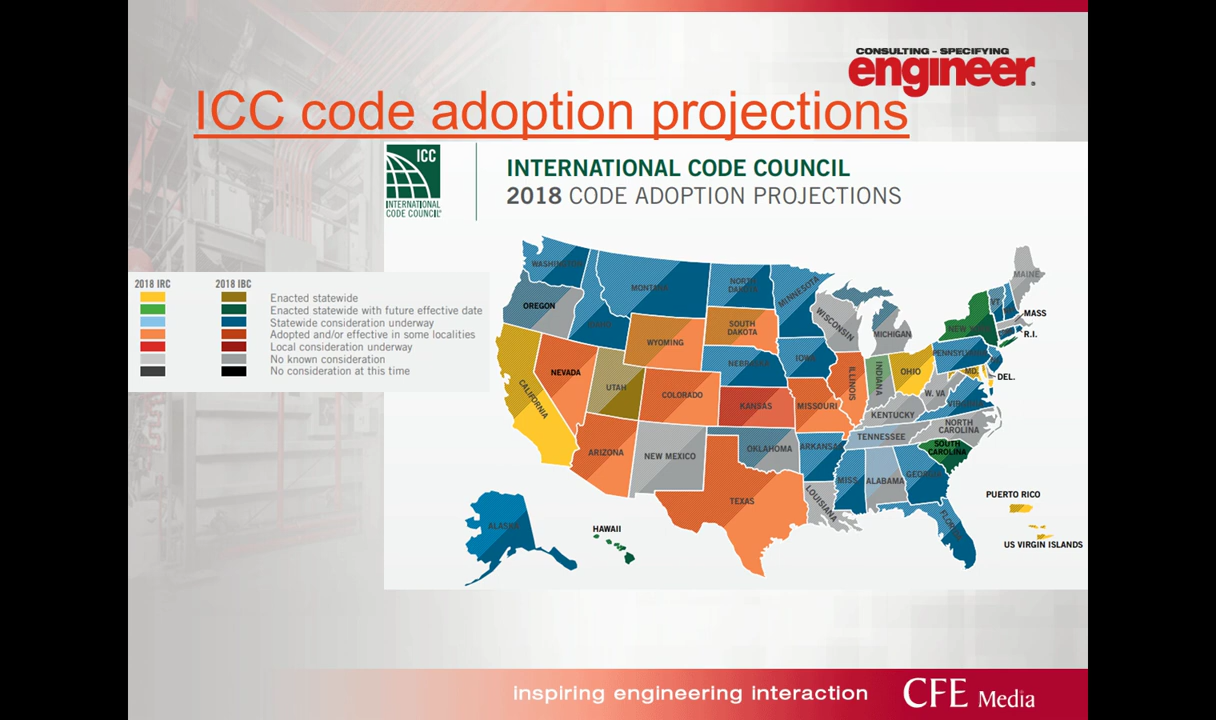 CONSULTING – SPECIFYING
engineer.
ICC code adoption projections
ICC
INTERNATIONAL
CODE COUNCIL
INTERNATIONAL CODE COUNCIL
2018 CODE ADOPTION PROJECTIONS
2018 IRC 2018 IBC
Enacted statewide
Enacted statewide with future effective date
Statewide consideration underway
Adopted and/or effective in some localities
Local consideration underway
No known consideration
No consideration at this time
WASHINGTON
MONTANA
NORTH
DAKOTA
MINNESOTA
MAINE
OREGON
IDAHO
WYOMING
SOUTH
DAKOTA
WISCONSIN
MICHIGAN
NEW YORK
VT.
MASS
R.I.
NEVADA
UTAH
CALIFORNIA
COLORADO
NEBRASKA
IOWA
ILLINOIS
INDIANA
OHIO
PENNSYLVANIA
MD.
DEL.
W. VA
VIRGINIA
KANSAS
MISSOURI
KENTUCKY
NORTH
CAROLINA
TENNESSEE
SOUTH
CAROLINA
ARIZONA
NEW MEXICO
OKLAHOMA
ARKANSAS
MISS
ALABAMA
GEORGIA
TEXAS
LOUISIANA
FLORIDA
ALASKA
HAWAII
PUERTO RICO
US VIRGIN ISLANDS
inspiring engineering interaction
CFE Media